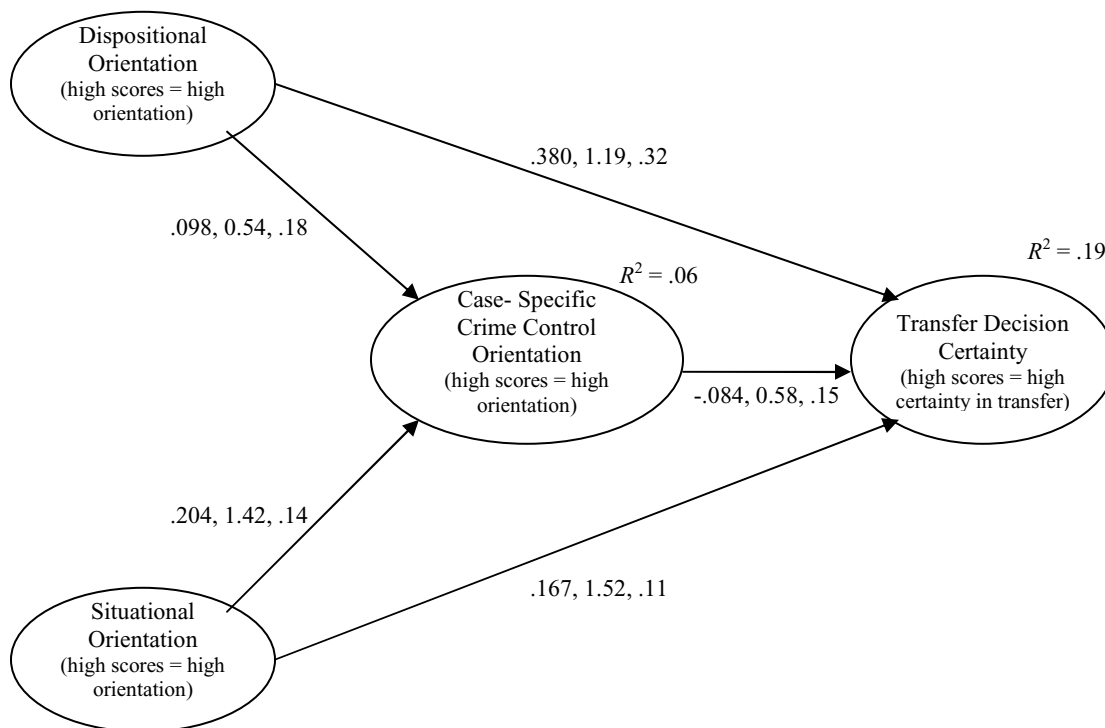 Dispositional
Orientation
(high scores = high
orientation)
.380, 1.19, .32
.098, 0.54, .18
R² = .06
R² = .19
Case- Specific
Crime Control
Orientation
(high scores = high
orientation)
Transfer Decision
Certainty
(high scores = high
certainty in transfer)
-.084, 0.58, .15
.204, 1.42, .14
.167, 1.52, .11
Situational
Orientation
(high scores = high
orientation)